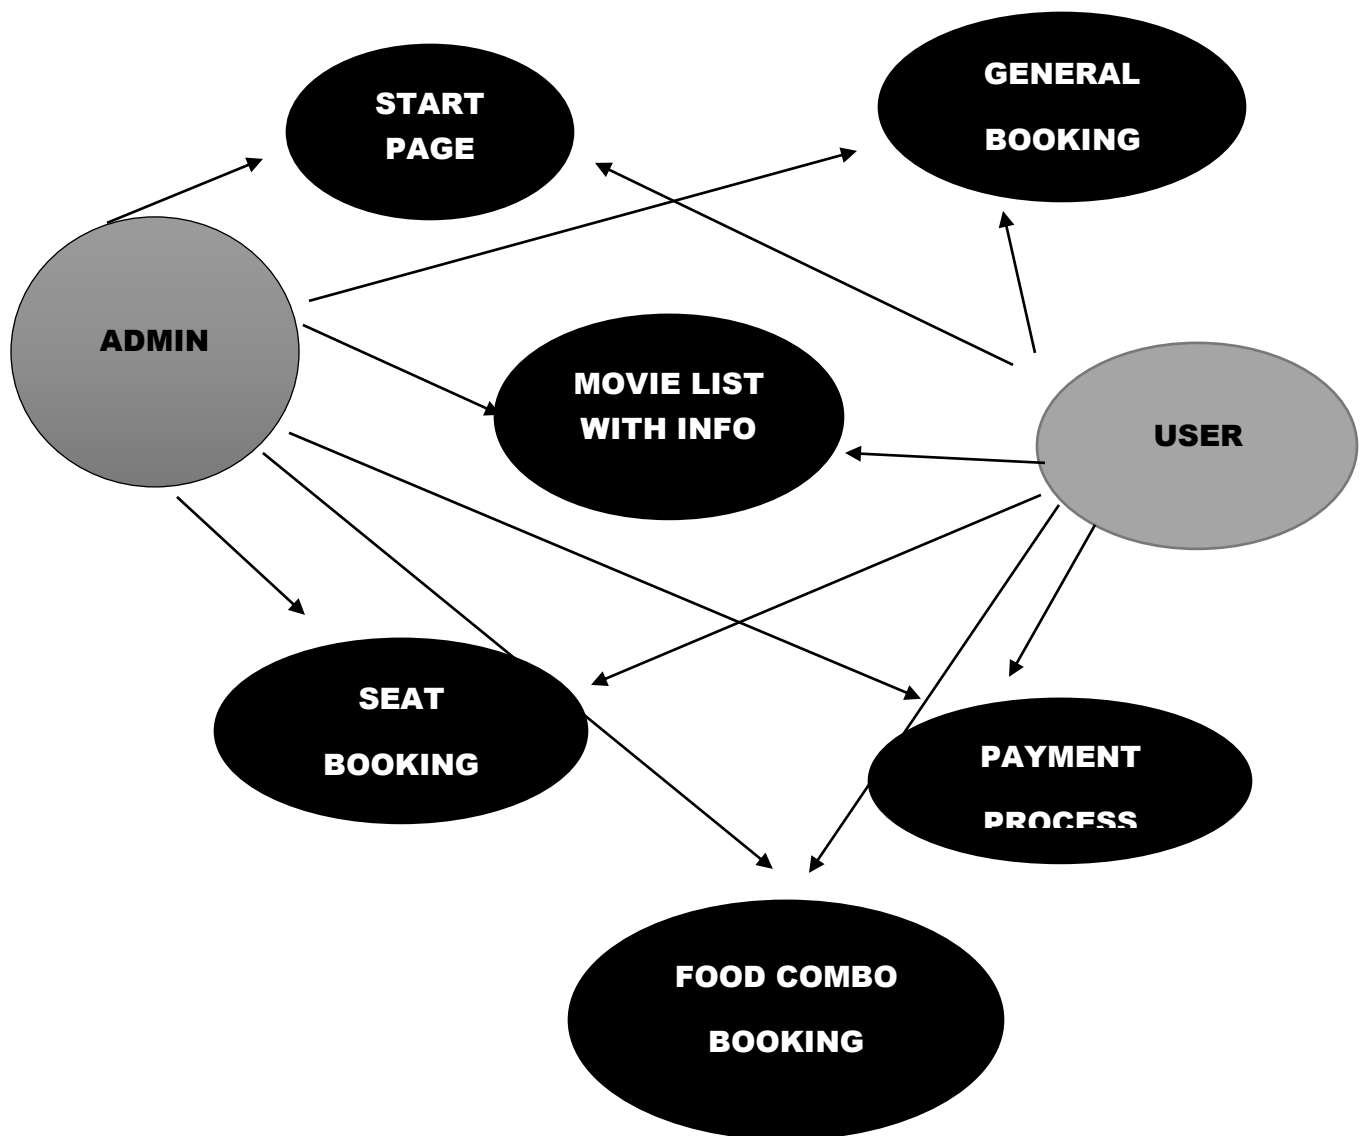 START
PAGE
GENERAL
BOOKING
ADMIN
MOVIE LIST
WITH INFO
USER
SEAT
BOOKING
PAYMENT
PROCESS
FOOD COMBO
BOOKING